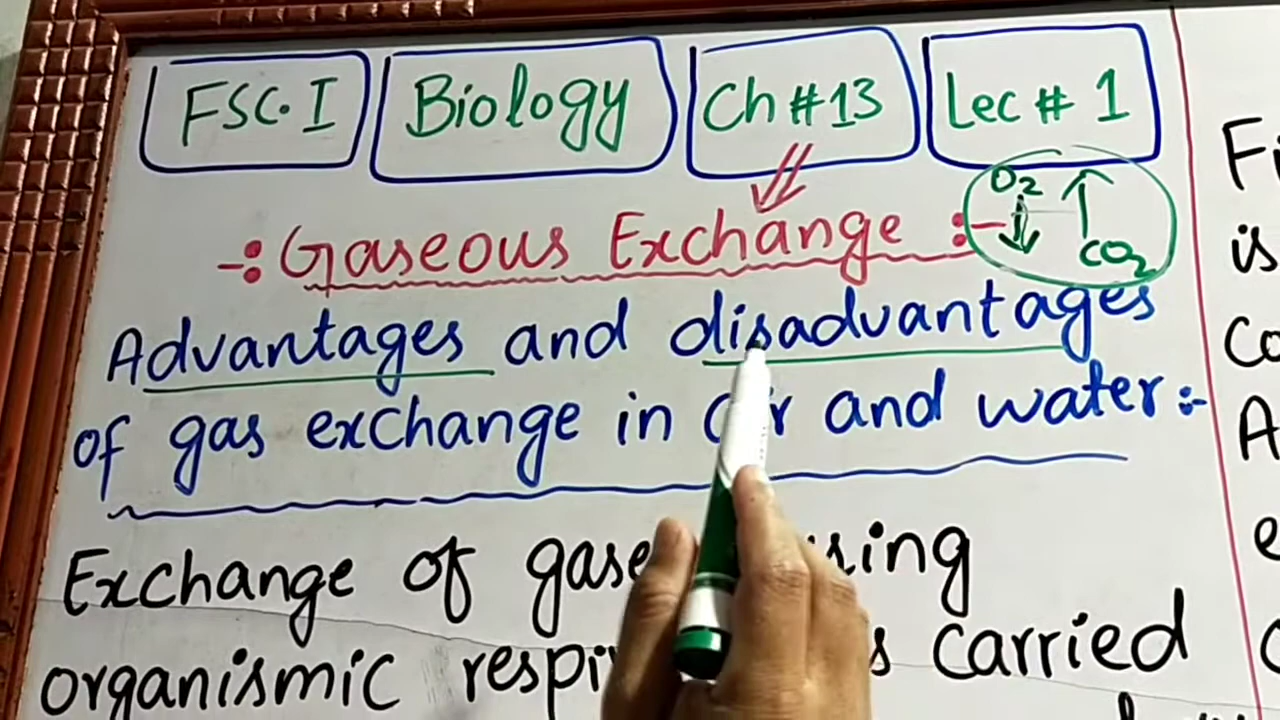 FSC. I Biology Ch # 13 Lec # 1
-: Gaseous Exchange :-
O2 CO2
Advantages and disadvantages
of gas exchange in and water:-
Exchange of
organismic carried